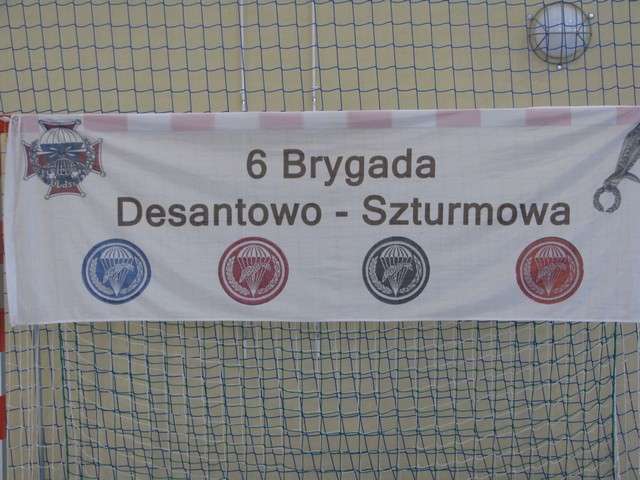 6 Brygada
Desantowo - Szturmowa